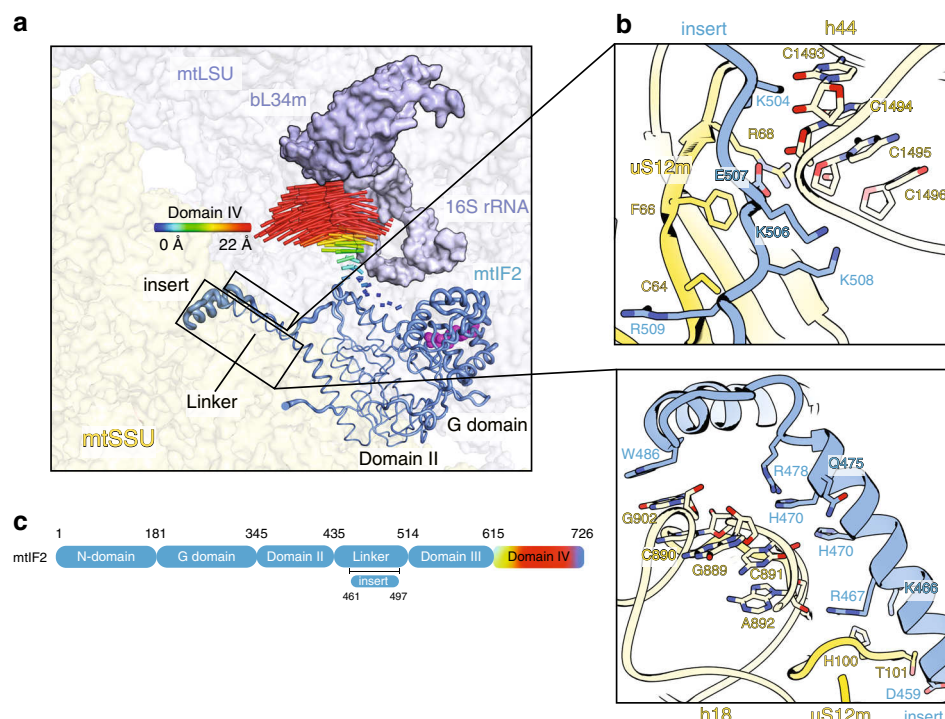 a
mtLSU
bL34m
16S rRNA
Domain IV
0 Å 22 Å
mtIF2
insert
Linker
mtSSU
G domain
Domain II
b
insert h44
C1493
K504
C1494
R68
uS12m
C1495
E507
F66
C1496
K506
C64
K508
R509
W486
R478
Q475
G902
H470
C890
H470
G889
C891
R467
K466
A892
H100
T101
D459
h18 uS12m insert
c
1 181 345 435 514 615 726
mtIF2 N-domain G domain Domain II Linker Domain III Domain IV
insert
461 497